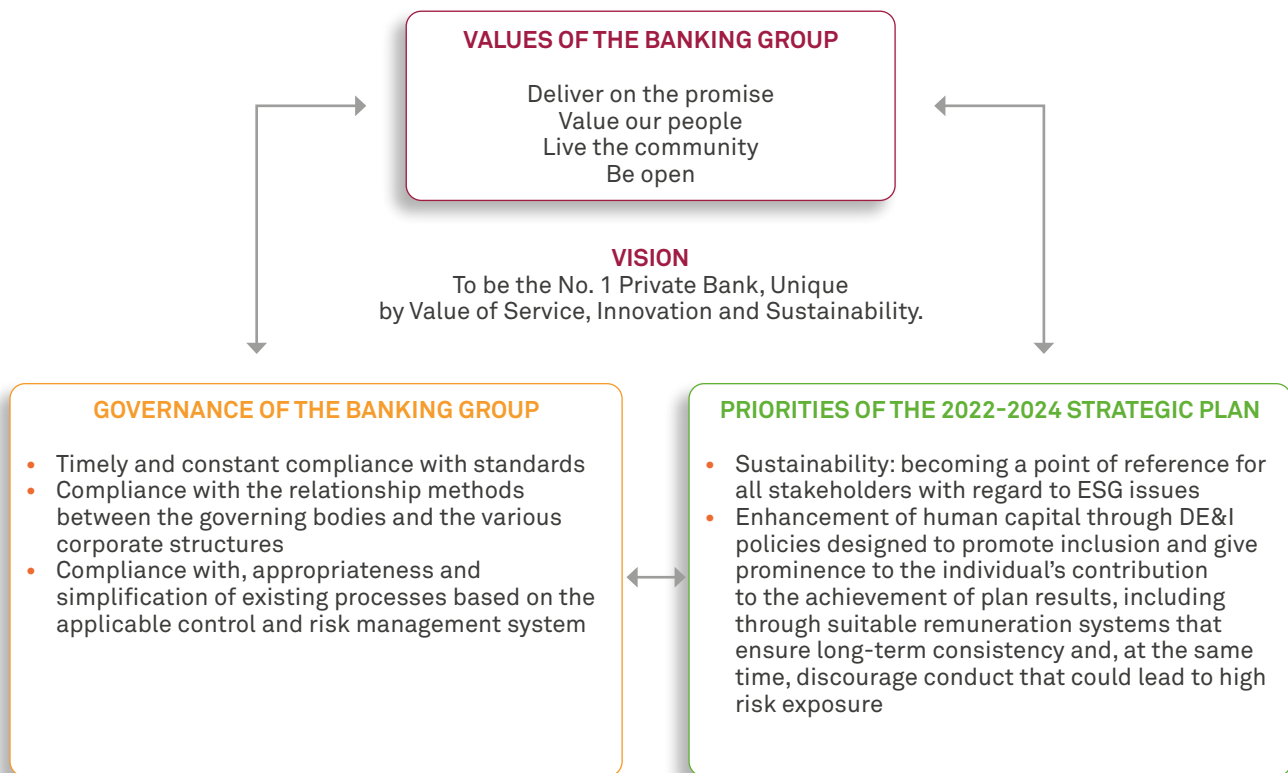 VALUES OF THE BANKING GROUP
Deliver on the promise
Value our people
Live the community
Be open
VISION
To be the No. 1 Private Bank, Unique
by Value of Service, Innovation and Sustainability.
GOVERNANCE OF THE BANKING GROUP
• Timely and constant compliance with standards
• Compliance with the relationship methods
between the governing bodies and the various
corporate structures
• Compliance with, appropriateness and
simplification of existing processes based on the
applicable control and risk management system
PRIORITIES OF THE 2022-2024 STRATEGIC PLAN
• Sustainability: becoming a point of reference for
all stakeholders with regard to ESG issues
• Enhancement of human capital through DE&I
policies designed to promote inclusion and give
prominence to the individual’s contribution
to the achievement of plan results, including
through suitable remuneration systems that
ensure long-term consistency and, at the same
time, discourage conduct that could lead to high
risk exposure